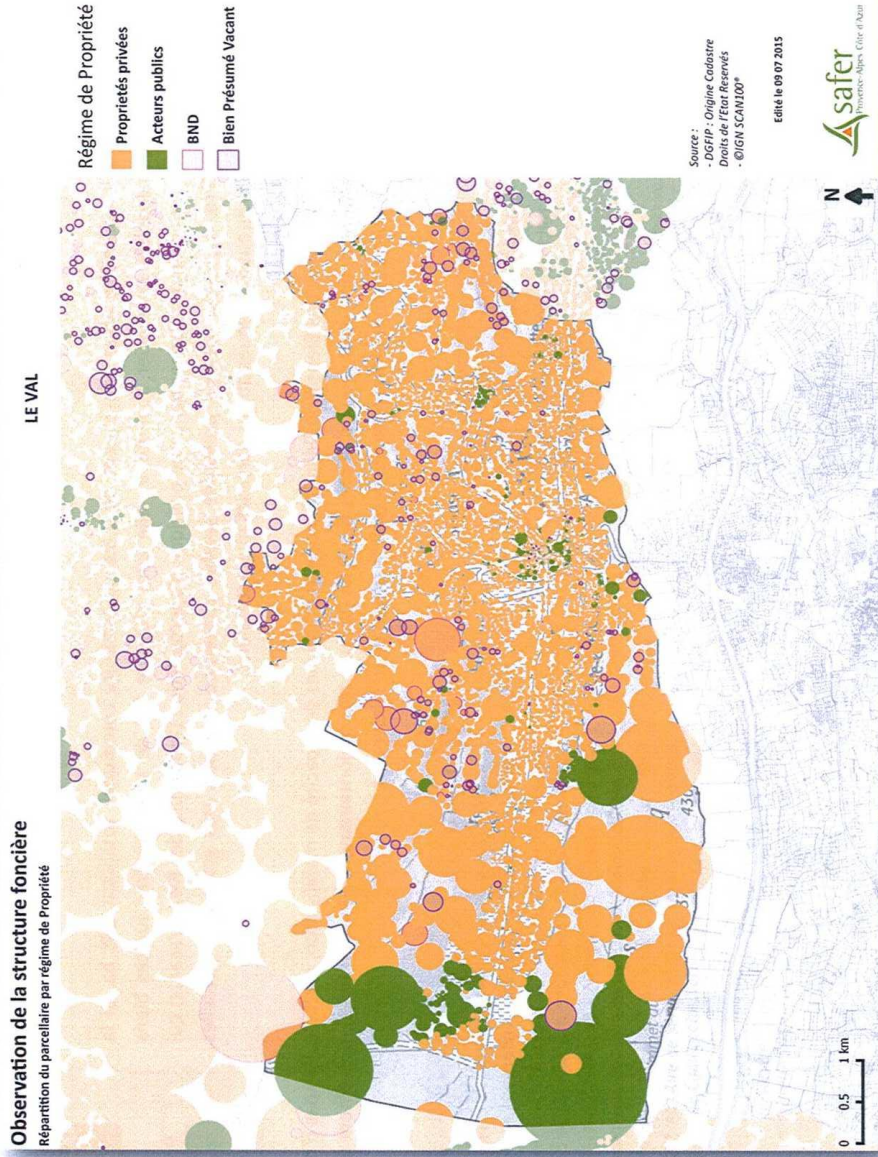 Observation de la structure foncière
Répartition du parcellaire par régime de Propriété
LE VAL
Régime de Propriété
Propriétés privées
Acteurs publics
BND
Bien Présumé Vacant
Source :
- DGFIP : Origine Cadastre
Droits de l'Etat Reservés
- ©IGN SCAN100®
Edité le 09 07 2015
safer
Provence-Alpes Côte d'Azur
N
0 0.5 1 km
430